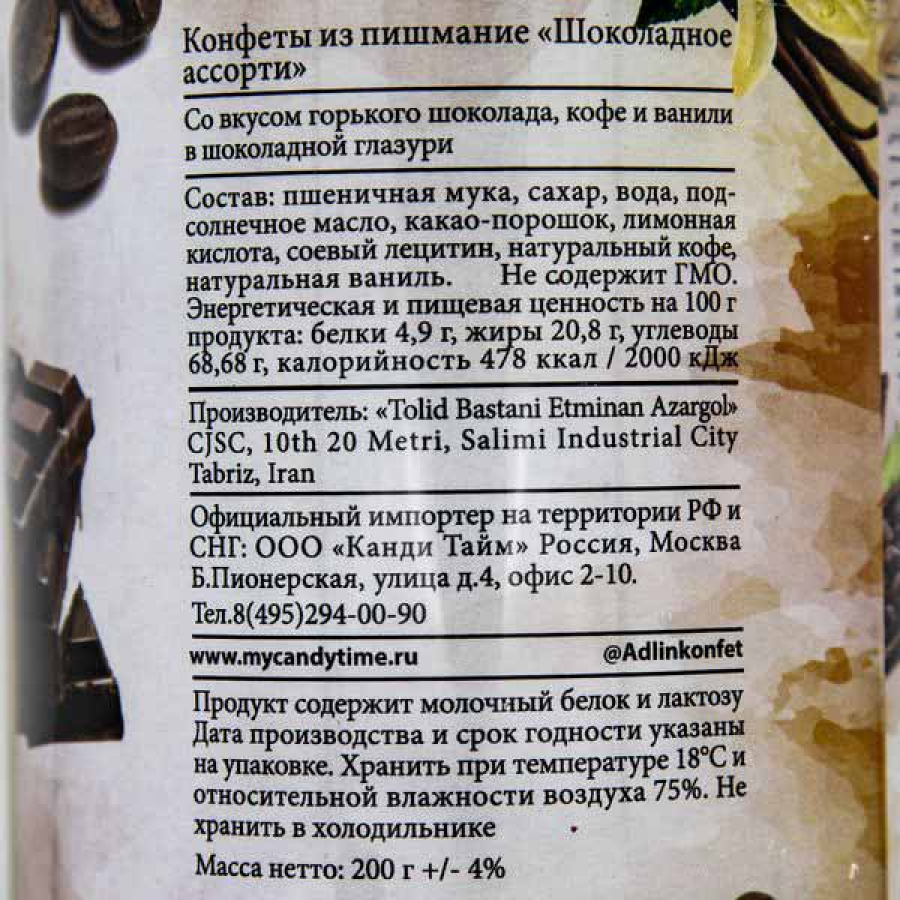 Конфеты из пишмание «Шоколадное
ассорти»
Со вкусом горького шоколада, кофе и ванили
в шоколадной глазури
Состав: пшеничная мука, сахар, вода, под-
солнечное масло, какао-порошок, лимонная
кислота, соевый лецитин, натуральный кофе,
натуральная ваниль. Не содержит ГМО.
Энергетическая и пищевая ценность на 100 г
продукта: белки 4,9 г, жиры 20,8 г, углеводы
68,68 г, калорийность 478 ккал / 2000 кДж
Производитель: «Tolid Bastani Etminan Azargol»
CJSC, 10th 20 Metri, Salimi Industrial City
Tabriz, Iran
Официальный импортер на территории РФ и
СНГ: ООО «Канди Тайм» Россия, Москва
Б.Пионерская, улица д.4, офис 2-10.
Тел.8(495)294-00-90
www.mycandytime.ru @Adlinkonfet
Продукт содержит молочный белок и лактозу
Дата производства и срок годности указаны
на упаковке. Хранить при температуре 18°С и
относительной влажности воздуха 75%. Не
хранить в холодильнике
Масса нетто: 200 г +/- 4%